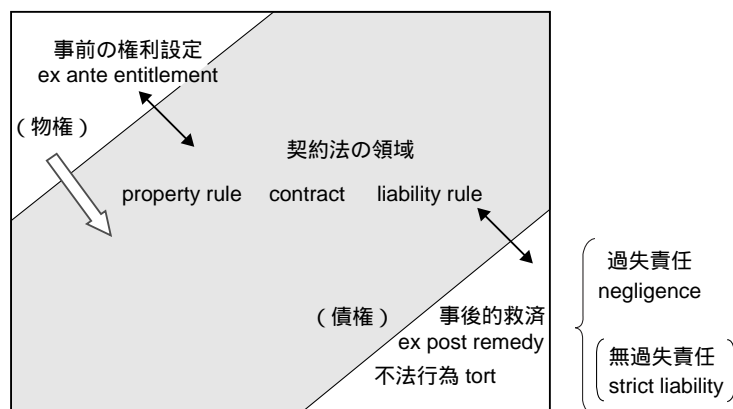 事前の権利設定
ex ante entitlement
（物権）
契約法の領域
property rule contract liability rule
（債権）
事後的救済
ex post remedy
不法行為 tort
過失責任
negligence
無過失責任
strict liability